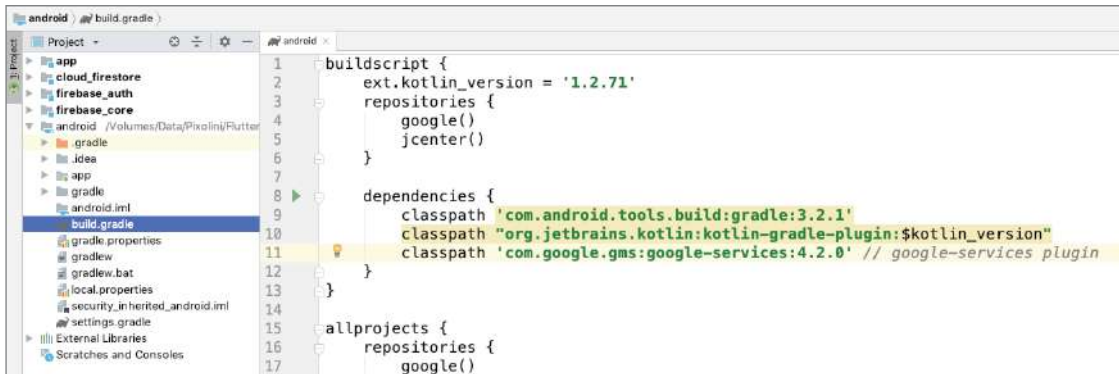 android build.gradle
1: Project
Project
android
app
cloud_firestore
firebase_auth
firebase_core
android /Volumes/Data/Pixolini/Flutter
.gradle
.idea
app
gradle
android.iml
build.gradle
gradle.properties
gradlew
gradlew.bat
local.properties
security_inherited_android.iml
settings.gradle
External Libraries
Scratches and Consoles
1 buildscript {
2 ext.kotlin_version = '1.2.71'
3 repositories {
4 google()
5 jcenter()
6 }
7
8 dependencies {
9 classpath 'com.android.tools.build:gradle:3.2.1'
10 classpath "org.jetbrains.kotlin:kotlin-gradle-plugin:$kotlin_version"
11 classpath 'com.google.gms:google-services:4.2.0' // google-services plugin
12 }
13 }
14
15 allprojects {
16 repositories {
17 google()